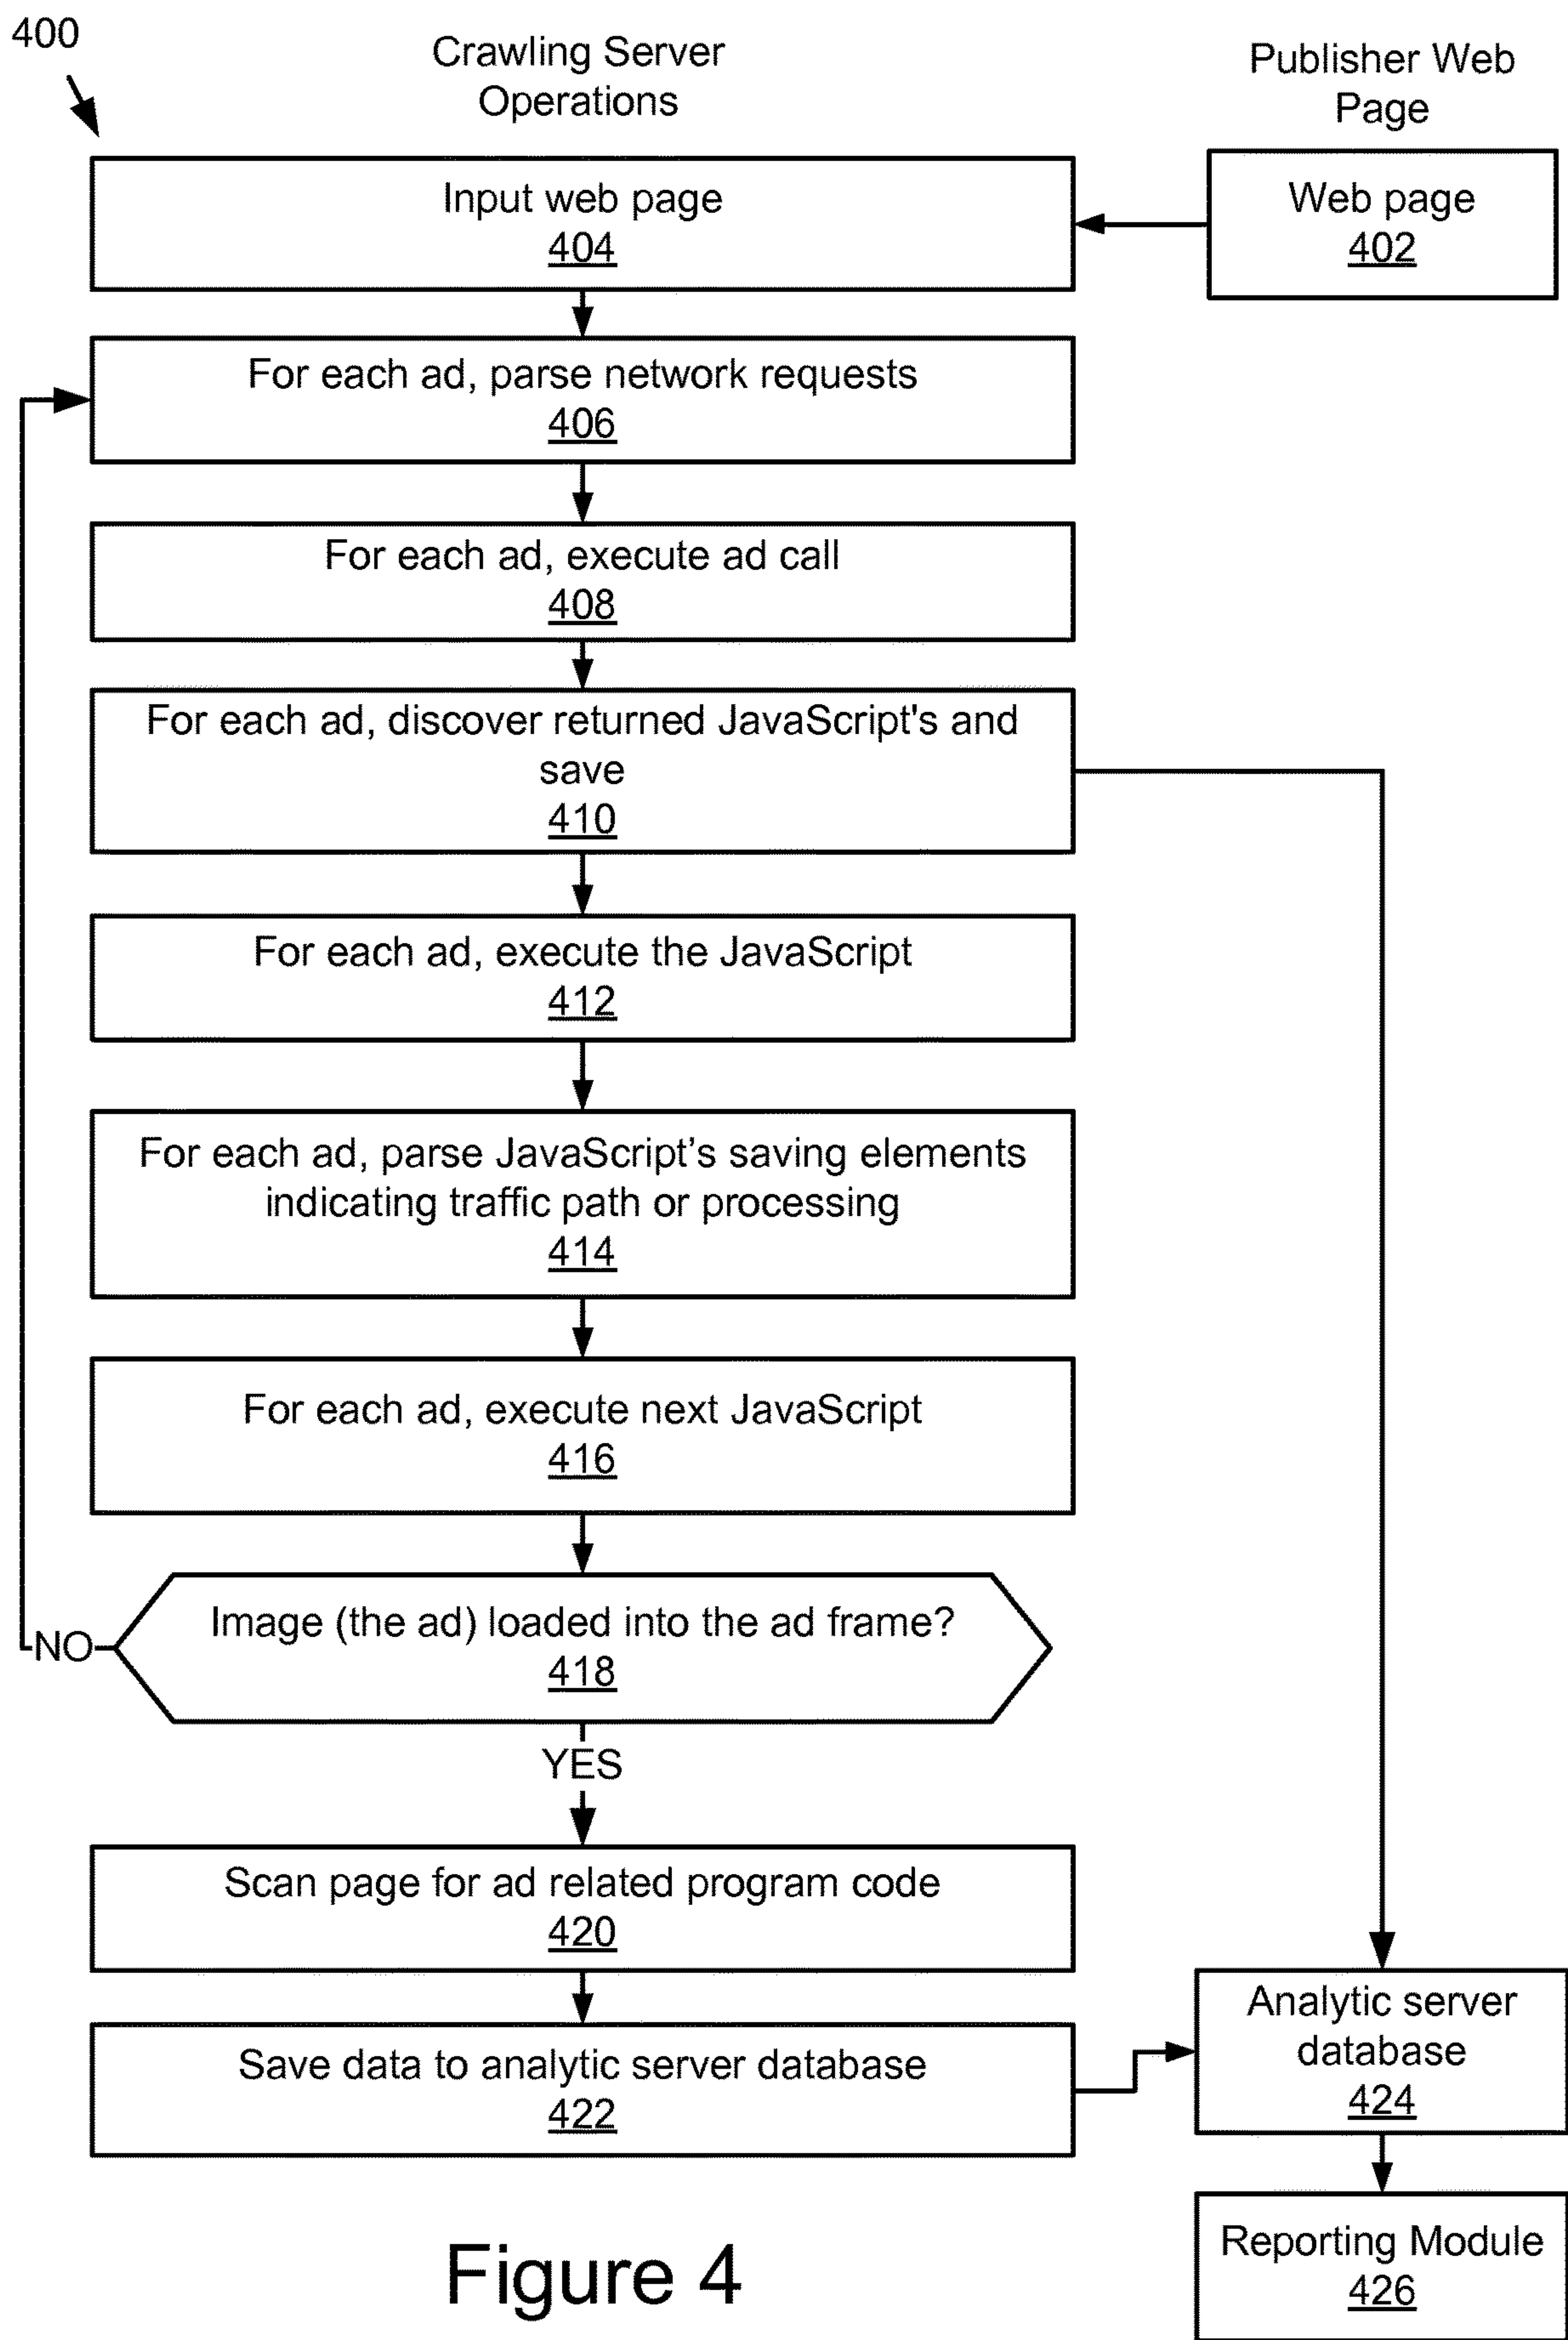 400
Crawling Server
Operations
Publisher Web
Page
Input web page
404
Web page
402
For each ad, parse network requests
406
For each ad, execute ad call
408
For each ad, discover returned JavaScript's and
save
410
For each ad, execute the JavaScript
412
For each ad, parse JavaScript’s saving elements
indicating traffic path or processing
414
For each ad, execute next JavaScript
416
Image (the ad) loaded into the ad frame?
418
NO
YES
Scan page for ad related program code
420
Save data to analytic server database
422
Analytic server
database
424
Reporting Module
426
Figure 4